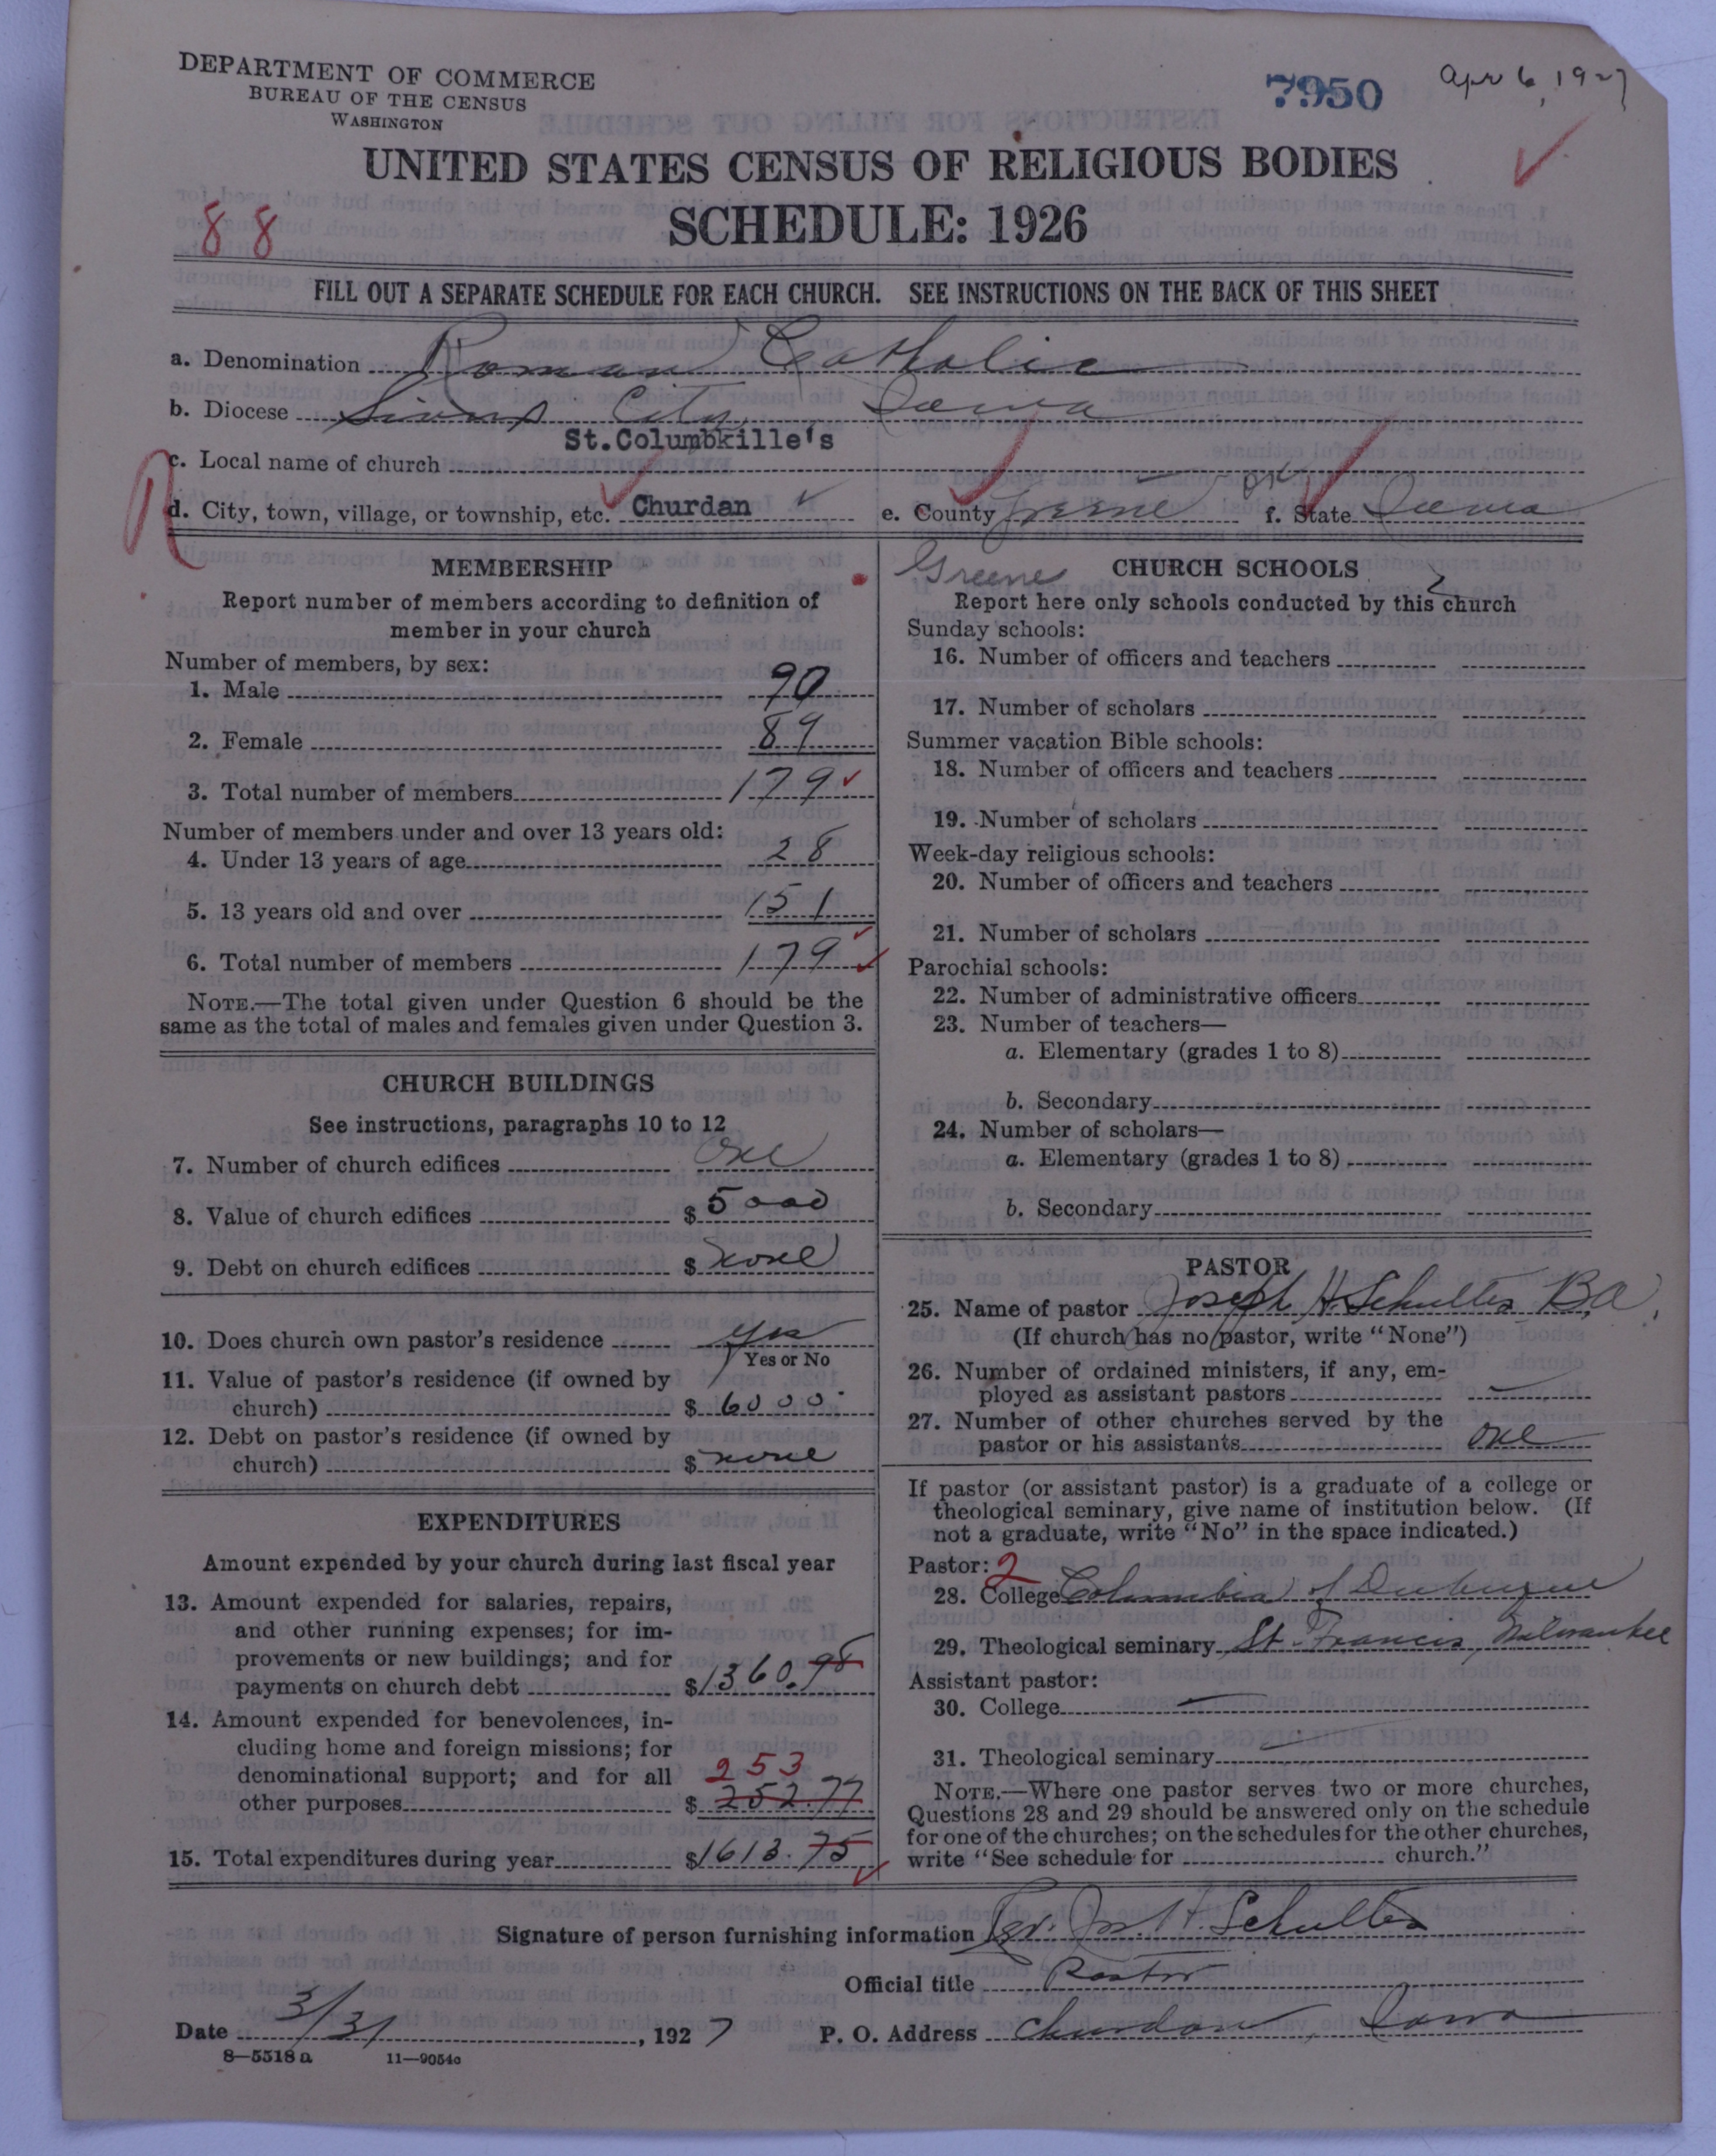 DEPARTMENT OF COMMERCE
BUREAU OF THE CENSUS
WASHINGTON
7950
Apr 6, 1927
UNITED STATES CENSUS OF RELIGIOUS BODIES
SCHEDULE: 1926
88
FILL OUT A SEPARATE SCHEDULE FOR EACH CHURCH. SEE INSTRUCTIONS ON THE BACK OF THIS SHEET
a. Denomination Roman Catholic
b. Diocese Sioux City Iowa
c. Local name of church St.Columbkille's
d. City, town, village, or township, etc. Churdan e. County Greene OK f. State Iowa
MEMBERSHIP
Report number of members according to definition of
member in your church
Number of members, by sex:
1. Male 90
2. Female 89
3. Total number of members 179
Number of members under and over 13 years old:
4. Under 13 years of age 28
5. 13 years old and over 151
6. Total number of members 179
NOTE.—The total given under Question 6 should be the
same as the total of males and females given under Question 3.
CHURCH BUILDINGS
See instructions, paragraphs 10 to 12
7. Number of church edifices One
8. Value of church edifices $ 5000
9. Debt on church edifices $ none
10. Does church own pastor's residence yes
Yes or No
11. Value of pastor's residence (if owned by
church) $ 6000.
12. Debt on pastor's residence (if owned by
church) $ none
EXPENDITURES
Amount expended by your church during last fiscal year
13. Amount expended for salaries, repairs,
and other running expenses; for im-
provements or new buildings; and for
payments on church debt $1360.98
14. Amount expended for benevolences, in-
cluding home and foreign missions; for
denominational support; and for all 253
other purposes $ 252.77
15. Total expenditures during year $1613.75
Greene CHURCH SCHOOLS 2
Report here only schools conducted by this church
Sunday schools:
16. Number of officers and teachers
17. Number of scholars
Summer vacation Bible schools:
18. Number of officers and teachers
19. Number of scholars
Week-day religious schools:
20. Number of officers and teachers
21. Number of scholars
Parochial schools:
22. Number of administrative officers
23. Number of teachers—
a. Elementary (grades 1 to 8)
b. Secondary
24. Number of scholars—
a. Elementary (grades 1 to 8)
b. Secondary
PASTOR
25. Name of pastor Joseph H. Schultes BA.
(If church has no pastor, write "None")
26. Number of ordained ministers, if any, em-
ployed as assistant pastors —
27. Number of other churches served by the
pastor or his assistants one
If pastor (or assistant pastor) is a graduate of a college or
theological seminary, give name of institution below. (If
not a graduate, write "No" in the space indicated.)
Pastor: 2
28. College Columbia of Dubuque
29. Theological seminary St. Francis, Milwaukee
Assistant pastor:
30. College —
31. Theological seminary —
NOTE.—Where one pastor serves two or more churches,
Questions 28 and 29 should be answered only on the schedule
for one of the churches; on the schedules for the other churches,
write "See schedule for church."
Signature of person furnishing information Rev. Jos. H. Schultes
Official title Pastor
Date 3/31, 1927 P. O. Address Churdan, Iowa
8—5518 a 11—9054c